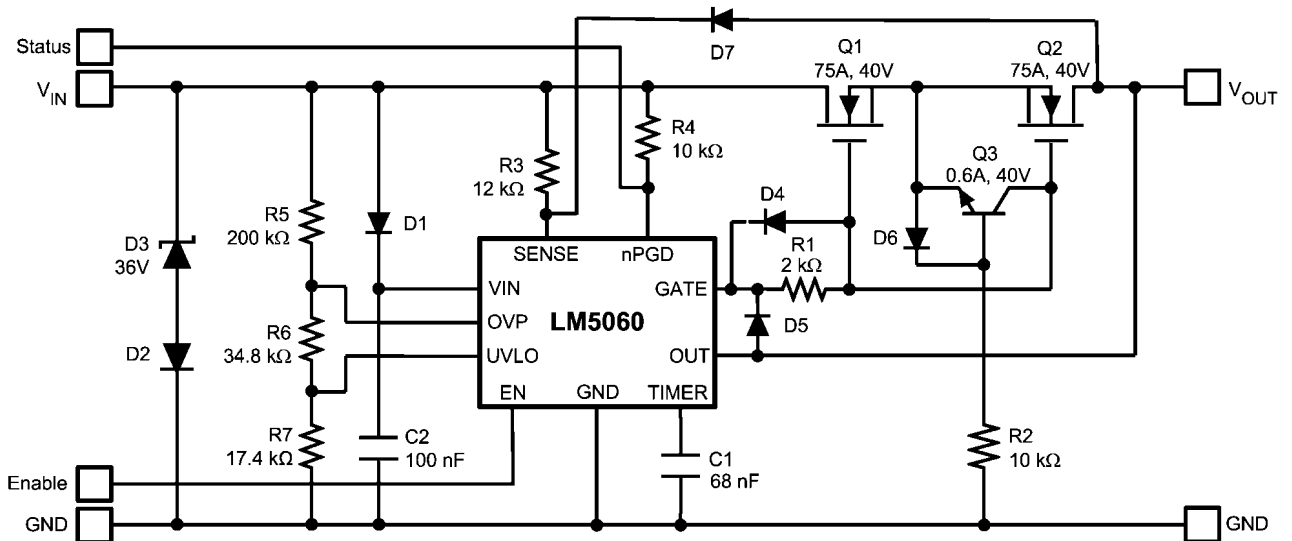 Status
D7
Q1
75A, 40V
Q2
75A, 40V
VIN
VOUT
R4
10 kΩ
R3
12 kΩ
Q3
0.6A, 40V
D4
R5
200 kΩ
D1
D3
36V
D6
R1
2 kΩ
SENSE
nPGD
VIN
GATE
OVP
LM5060
D5
R6
34.8 kΩ
D2
UVLO
OUT
EN
GND
TIMER
R7
17.4 kΩ
C2
100 nF
R2
10 kΩ
C1
68 nF
Enable
GND
GND